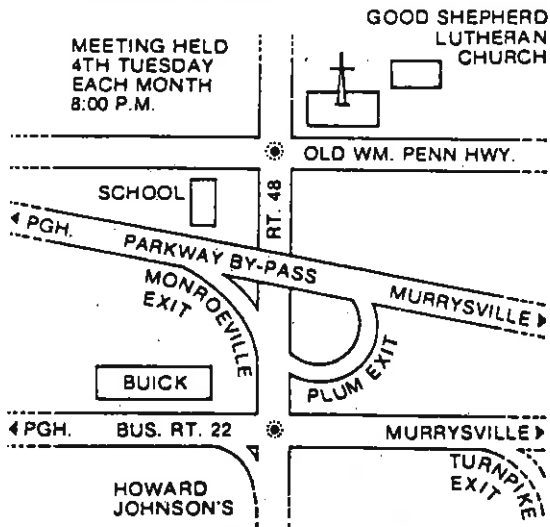 GOOD SHEPHERD
LUTHERAN
CHURCH
MEETING HELD
4TH TUESDAY
EACH MONTH
8:00 P.M.
OLD WM. PENN HWY.
SCHOOL
RT. 48
PGH.
PARKWAY BY-PASS
MURRYSVILLE
MONROEVILLE
EXIT
PLUM EXIT
BUICK
PGH.
BUS. RT. 22
MURRYSVILLE
TURNPIKE
EXIT
HOWARD
JOHNSON'S